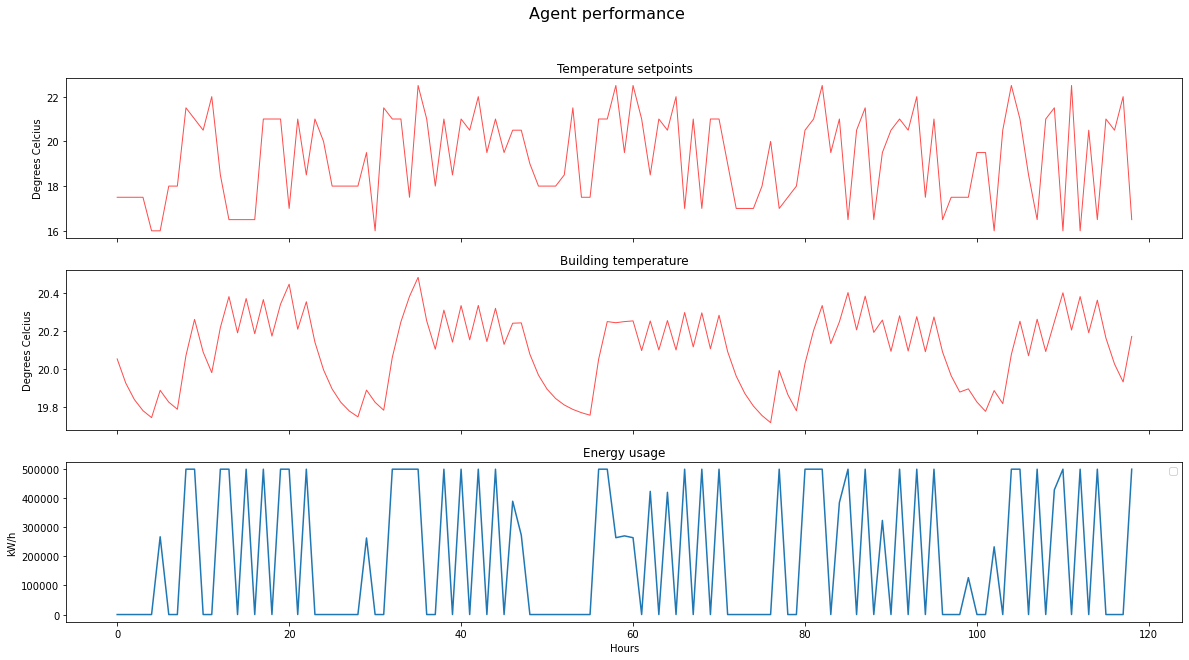 Agent performance
Temperature setpoints
22
20
18
16
Degrees Celcius
Building temperature
20.4
20.2
20.0
19.8
Degrees Celcius
Energy usage
500000
400000
300000
200000
100000
0
kW/h
0 20 40 60 80 100 120
Hours